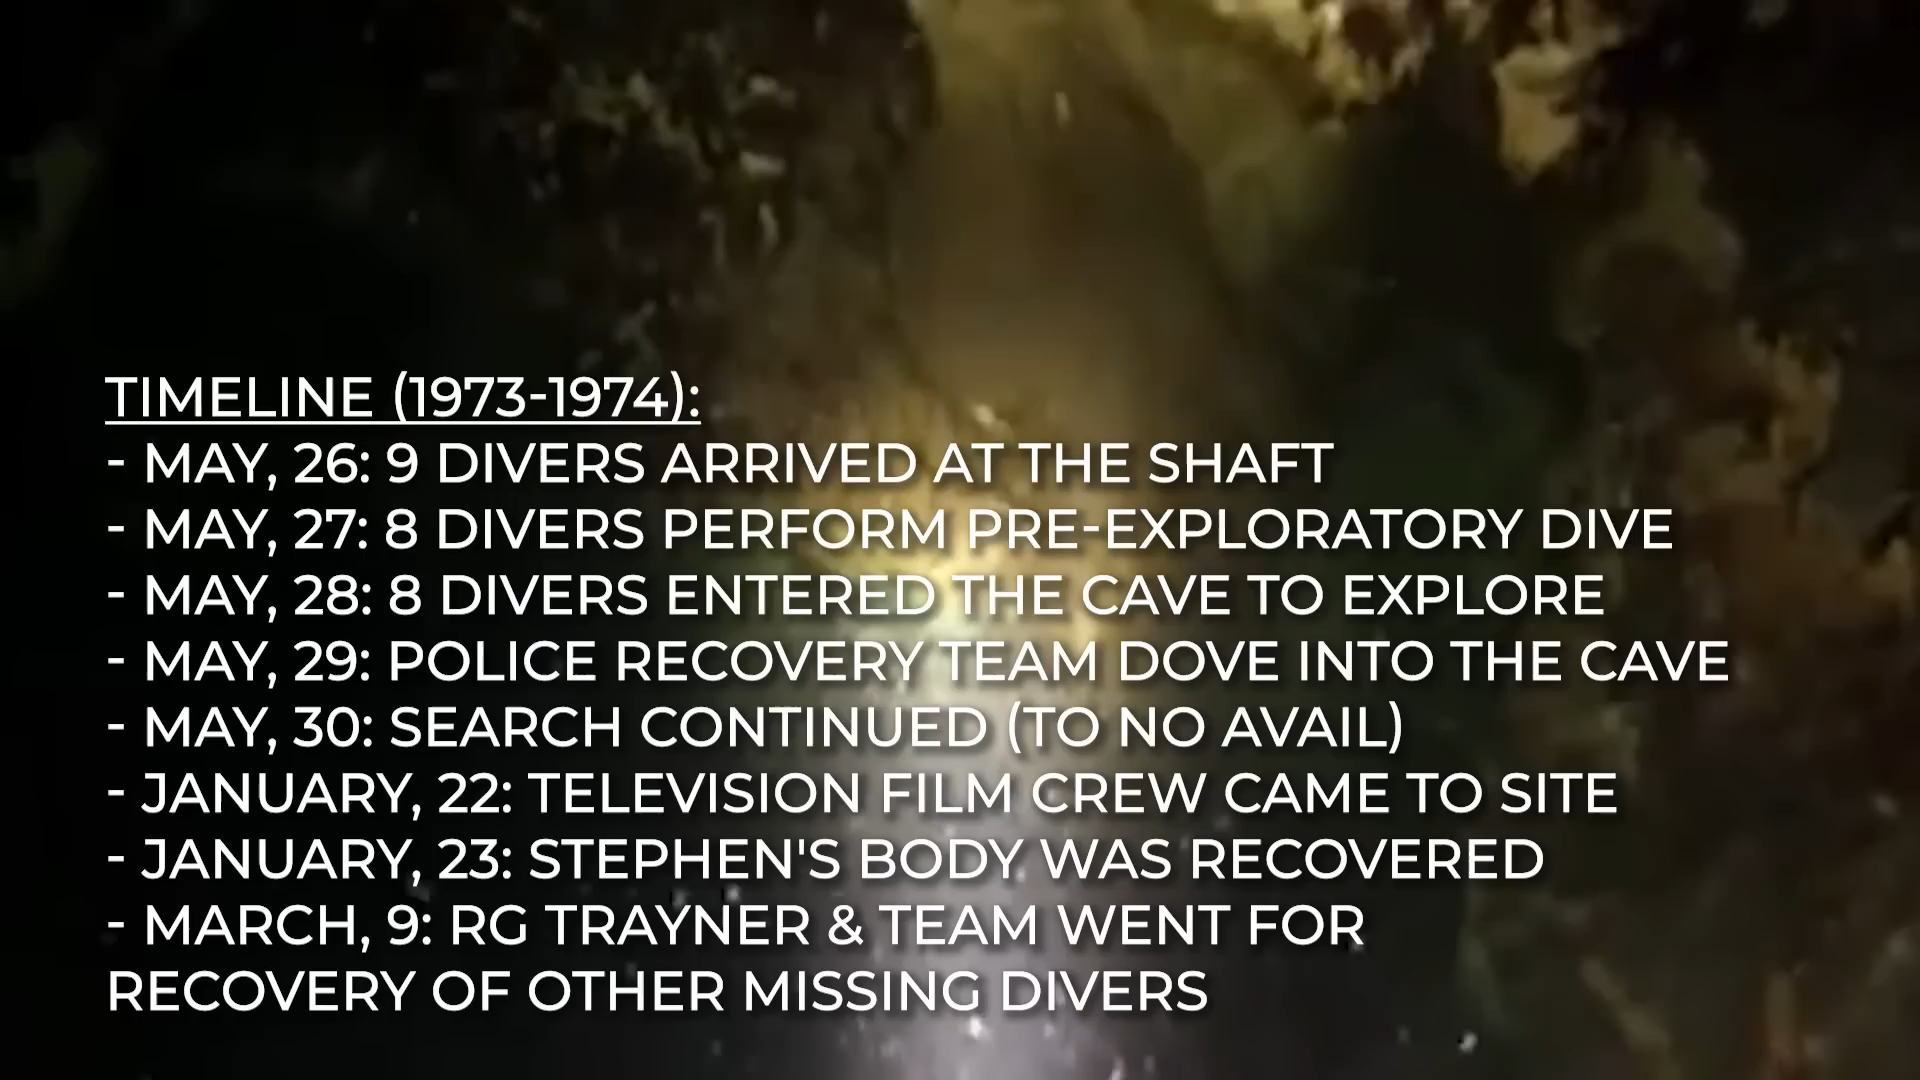 TIMELINE (1973-1974):
- MAY, 26: 9 DIVERS ARRIVED AT THE SHAFT
- MAY, 27: 8 DIVERS PERFORM PRE-EXPLORATORY DIVE
- MAY, 28: 8 DIVERS ENTERED THE CAVE TO EXPLORE
- MAY, 29: POLICE RECOVERY TEAM DOVE INTO THE CAVE
- MAY, 30: SEARCH CONTINUED (TO NO AVAIL)
- JANUARY, 22: TELEVISION FILM CREW CAME TO SITE
- JANUARY, 23: STEPHEN'S BODY WAS RECOVERED
- MARCH, 9: RG TRAYNER & TEAM WENT FOR
RECOVERY OF OTHER MISSING DIVERS